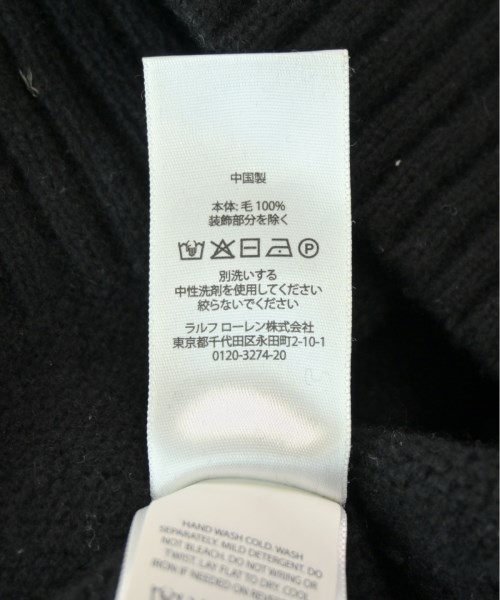 中国製
本体: 毛 100%
装飾部分を除く
P
別洗いする
中性洗剤を使用してください
絞らないでください
ラルフ ローレン株式会社
東京都千代田区永田町2-10-1
0120-3274-20
HAND WASH COLD. WASH
SEPARATELY. MILD DETERGENT. DO
NOT BLEACH. DO NOT WRING OR
TWIST. LAY FLAT TO DRY. COOL
IRON IF NEEDED ON REVERSE